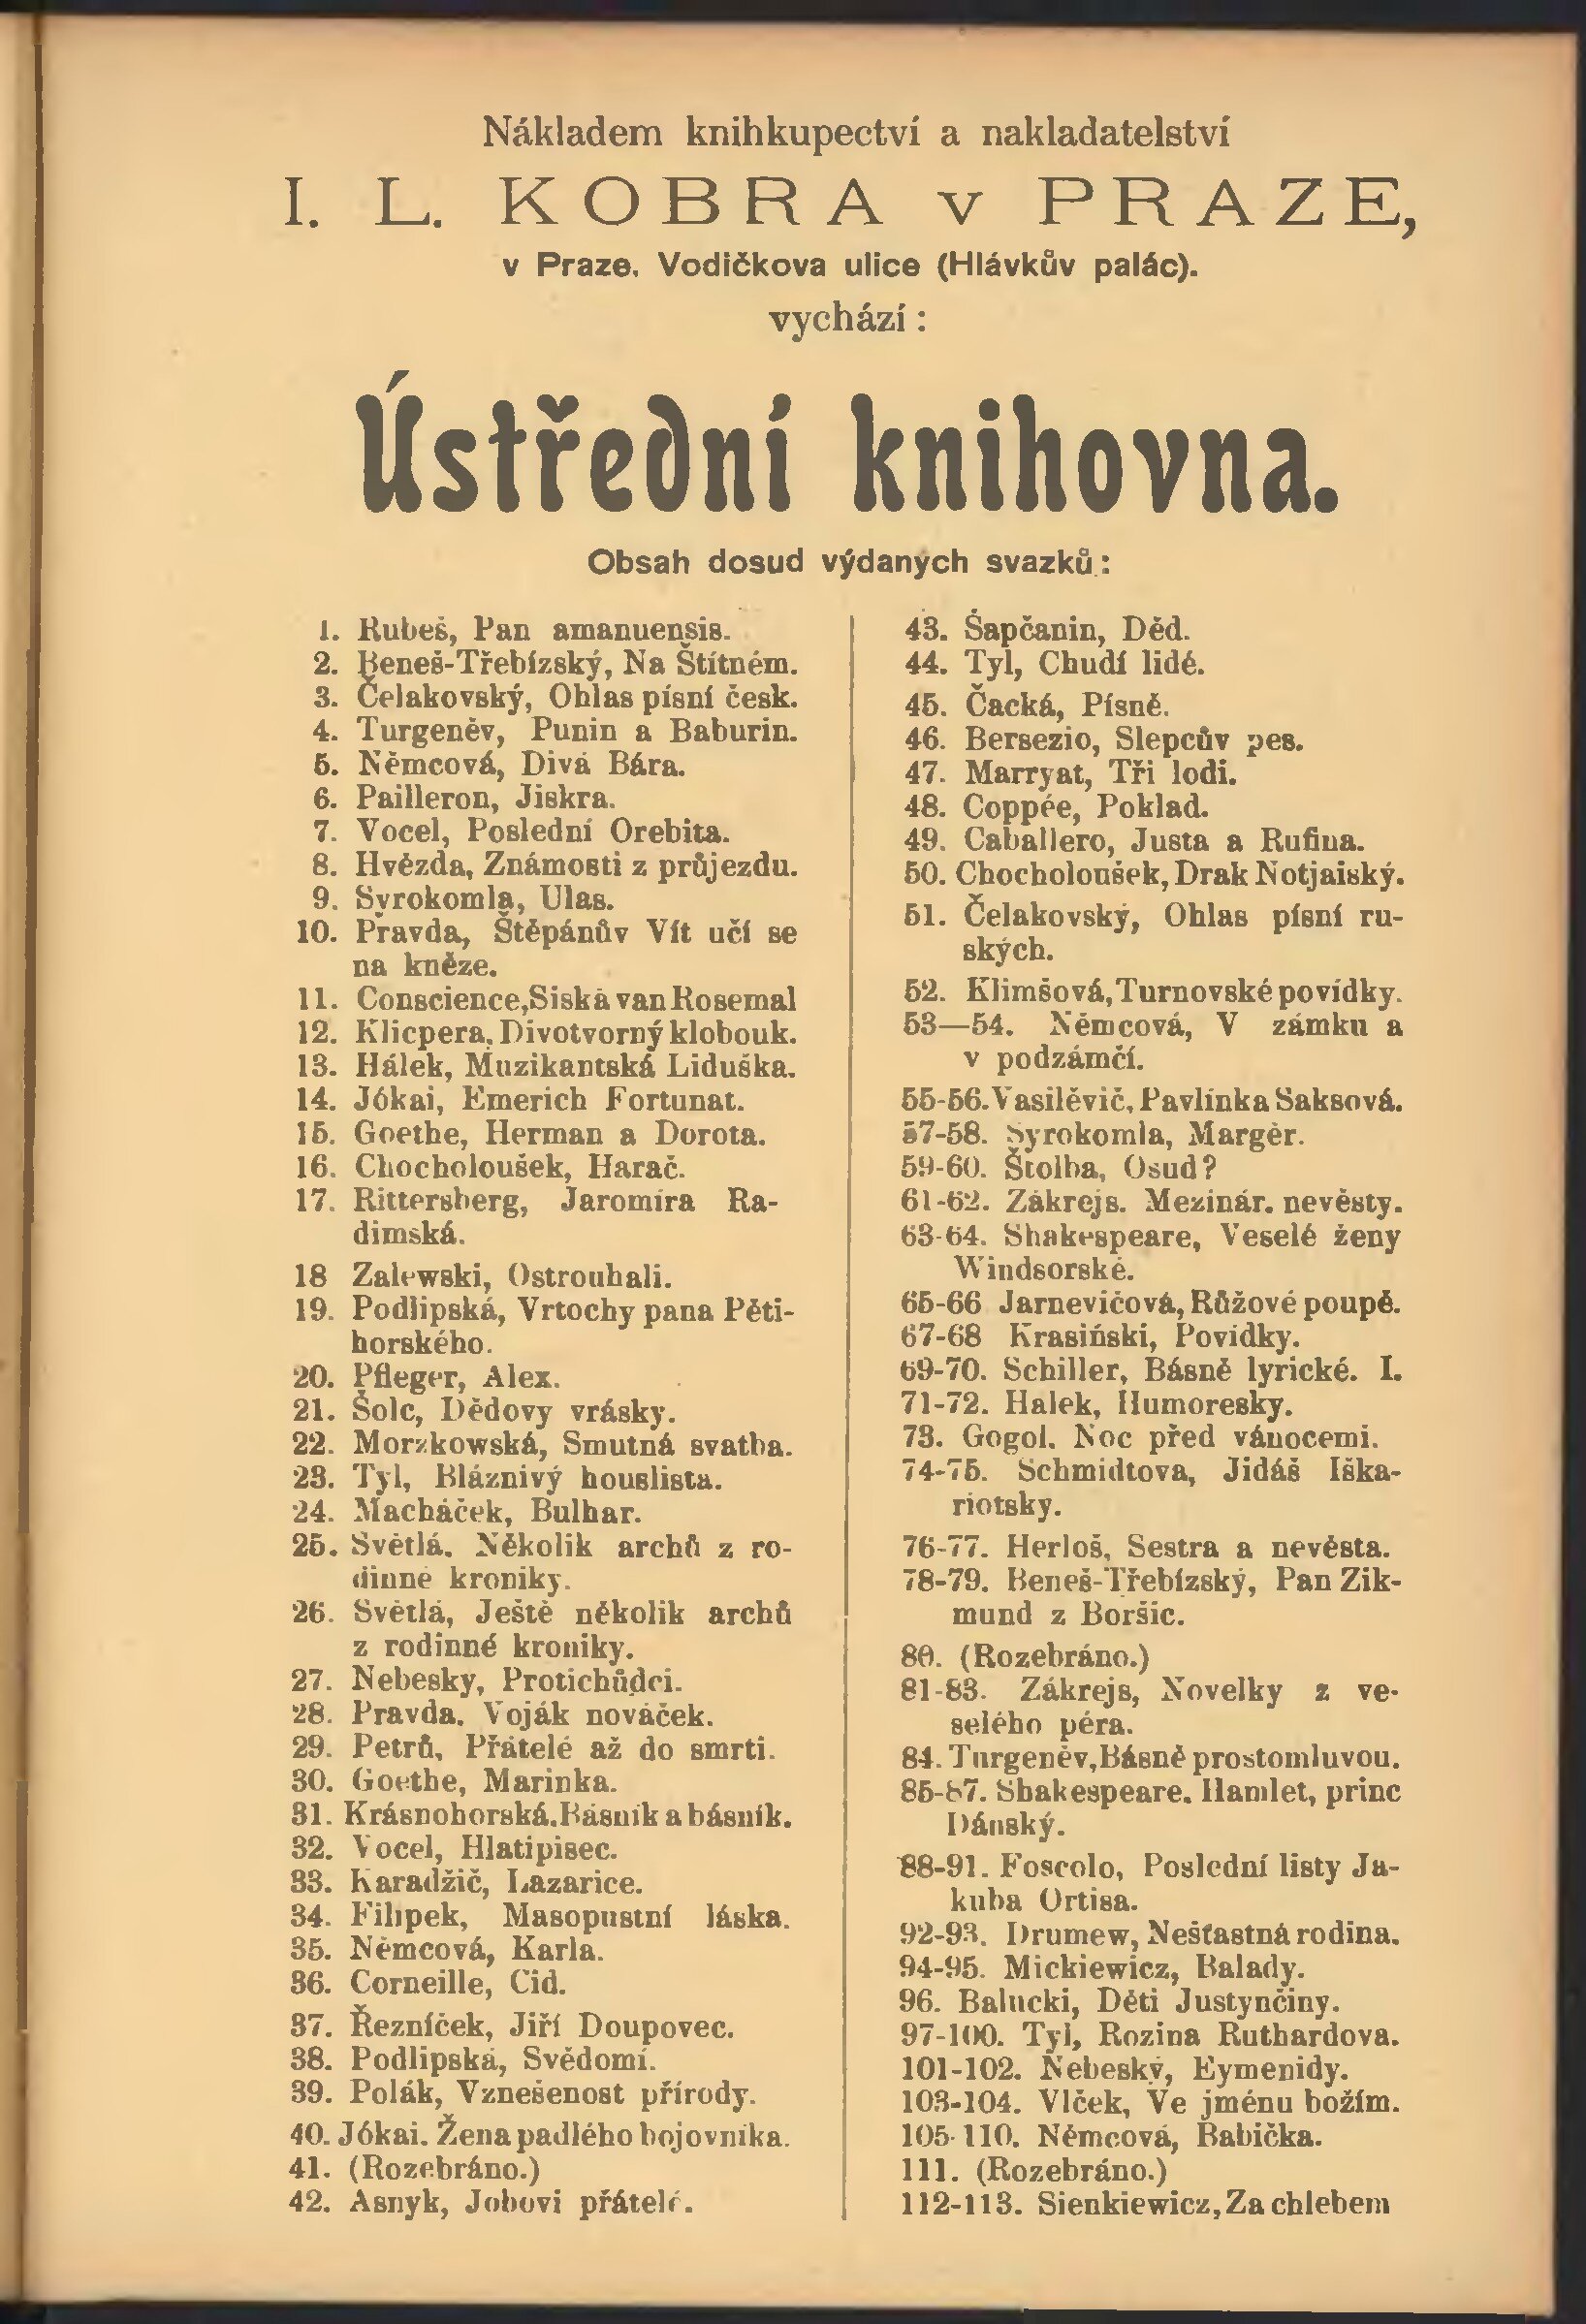 Nákladem knihkupectví a nakladatelství
I. L. KOBRA v PRAZE,
v Praze, Vodičkova ulice (Hlávkův palác).
vychází:
Ústřední knihovna.
Obsah dosud výdaných svazků:
1. Rubeš, Pan amanuensis.
2. Beneš-Třebízský, Na Štítném.
3. Čelakovský, Ohlas písní česk.
4. Turgeněv, Punin a Baburin.
5. Němcová, Divá Bára.
6. Pailleron, Jiskra.
7. Vocel, Poslední Orebita.
8. Hvězda, Známosti z průjezdu.
9. Syrokomla, Ulas.
10. Pravda, Štěpánův Vít učí se
na kněze.
11. Conscience, Siska van Rosemal
12. Klicpera, Divotvorný klobouk.
13. Hálek, Muzikantská Liduška.
14. Jókai, Emerich Fortunat.
15. Goethe, Herman a Dorota.
16. Chocholoušek, Harač.
17. Rittersberg, Jaromíra Ra-
dimská.
18 Zalewski, Ostrouhali.
19. Podlipská, Vrtochy pana Pěti-
horského.
20. Pfleger, Alex.
21. Šolc, Dědovy vrásky.
22. Morzkowská, Smutná svatba.
23. Tyl, Bláznivý houslista.
24. Macháček, Bulhar.
25. Světlá, Několik archů z ro-
dinné kroniky.
26. Světlá, Ještě několik archů
z rodinné kroniky.
27. Nebesky, Protichůdci.
28. Pravda, Voják nováček.
29. Petrů, Přátelé až do smrti.
30. Goethe, Marinka.
31. Krásnohorská, Básník a básník.
32. Vocel, Hlatipisec.
33. Karadžič, Lazarice.
34. Filipek, Masopustní láska.
35. Němcová, Karla.
36. Corneille, Cid.
37. Řezníček, Jiří Doupovec.
38. Podlipská, Svědomí.
39. Polák, Vznešenost přírody.
40. Jókai. Žena padlého bojovníka.
41. (Rozebráno.)
42. Asnyk, Jobovi přátelé.
43. Šapčanin, Děd.
44. Tyl, Chudí lidé.
45. Čacká, Písně.
46. Bersezio, Slepcův pes.
47. Marryat, Tři lodi.
48. Coppée, Poklad.
49. Caballero, Justa a Rufina.
50. Chocholoušek, Drak Notjaiský.
51. Čelakovský, Ohlas písní ru-
ských.
52. Klimšová, Turnovské povídky.
53—54. Němcová, V zámku a
v podzámčí.
55-56. Vasilěvič, Pavlinka Saksová.
57-58. Syrokomla, Margěr.
59-60. Štolba, Osud?
61-62. Zákrejs. Mezinár. nevěsty.
63-64. Shakespeare, Veselé ženy
Windsorské.
65-66 Jarnevičová, Růžové poupě.
67-68 Krasiński, Povídky.
69-70. Schiller, Básně lyrické. I.
71-72. Halek, Humoresky.
73. Gogol. Noc před vánocemi.
74-75. Schmidtova, Jidáš Iška-
riotsky.
76-77. Herloš, Sestra a nevěsta.
78-79. Beneš-Třebízský, Pan Zik-
mund z Boršic.
80. (Rozebráno.)
81-83. Zákrejs, Novelky z ve-
selého péra.
84. Turgeněv, Básně prostomluvou.
85-87. Shakespeare. Hamlet, princ
Dánský.
88-91. Foscolo, Poslední listy Ja-
kuba Ortisa.
92-93. Drumew, Nešťastná rodina.
94-95. Mickiewicz, Balady.
96. Balucki, Děti Justynčiny.
97-100. Tyl, Rozina Ruthardova.
101-102. Nebeský, Eymenidy.
103-104. Vlček, Ve jménu božím.
105-110. Němcová, Babička.
111. (Rozebráno.)
112-113. Sienkiewicz, Za chlebem